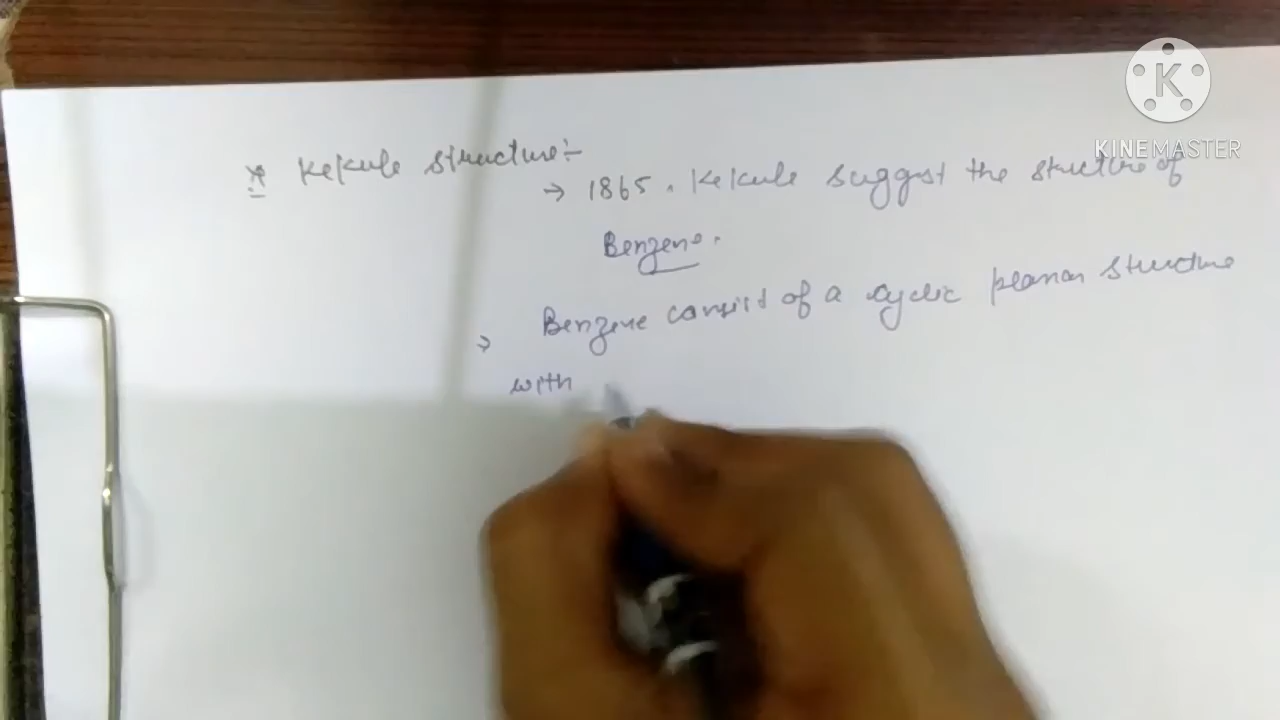 * Kekule structure:-
→ 1865. Kekule suggest the structure of
Benzene.
→ Benzene consist of a cyclic planar structure
with
K
KINEMASTER